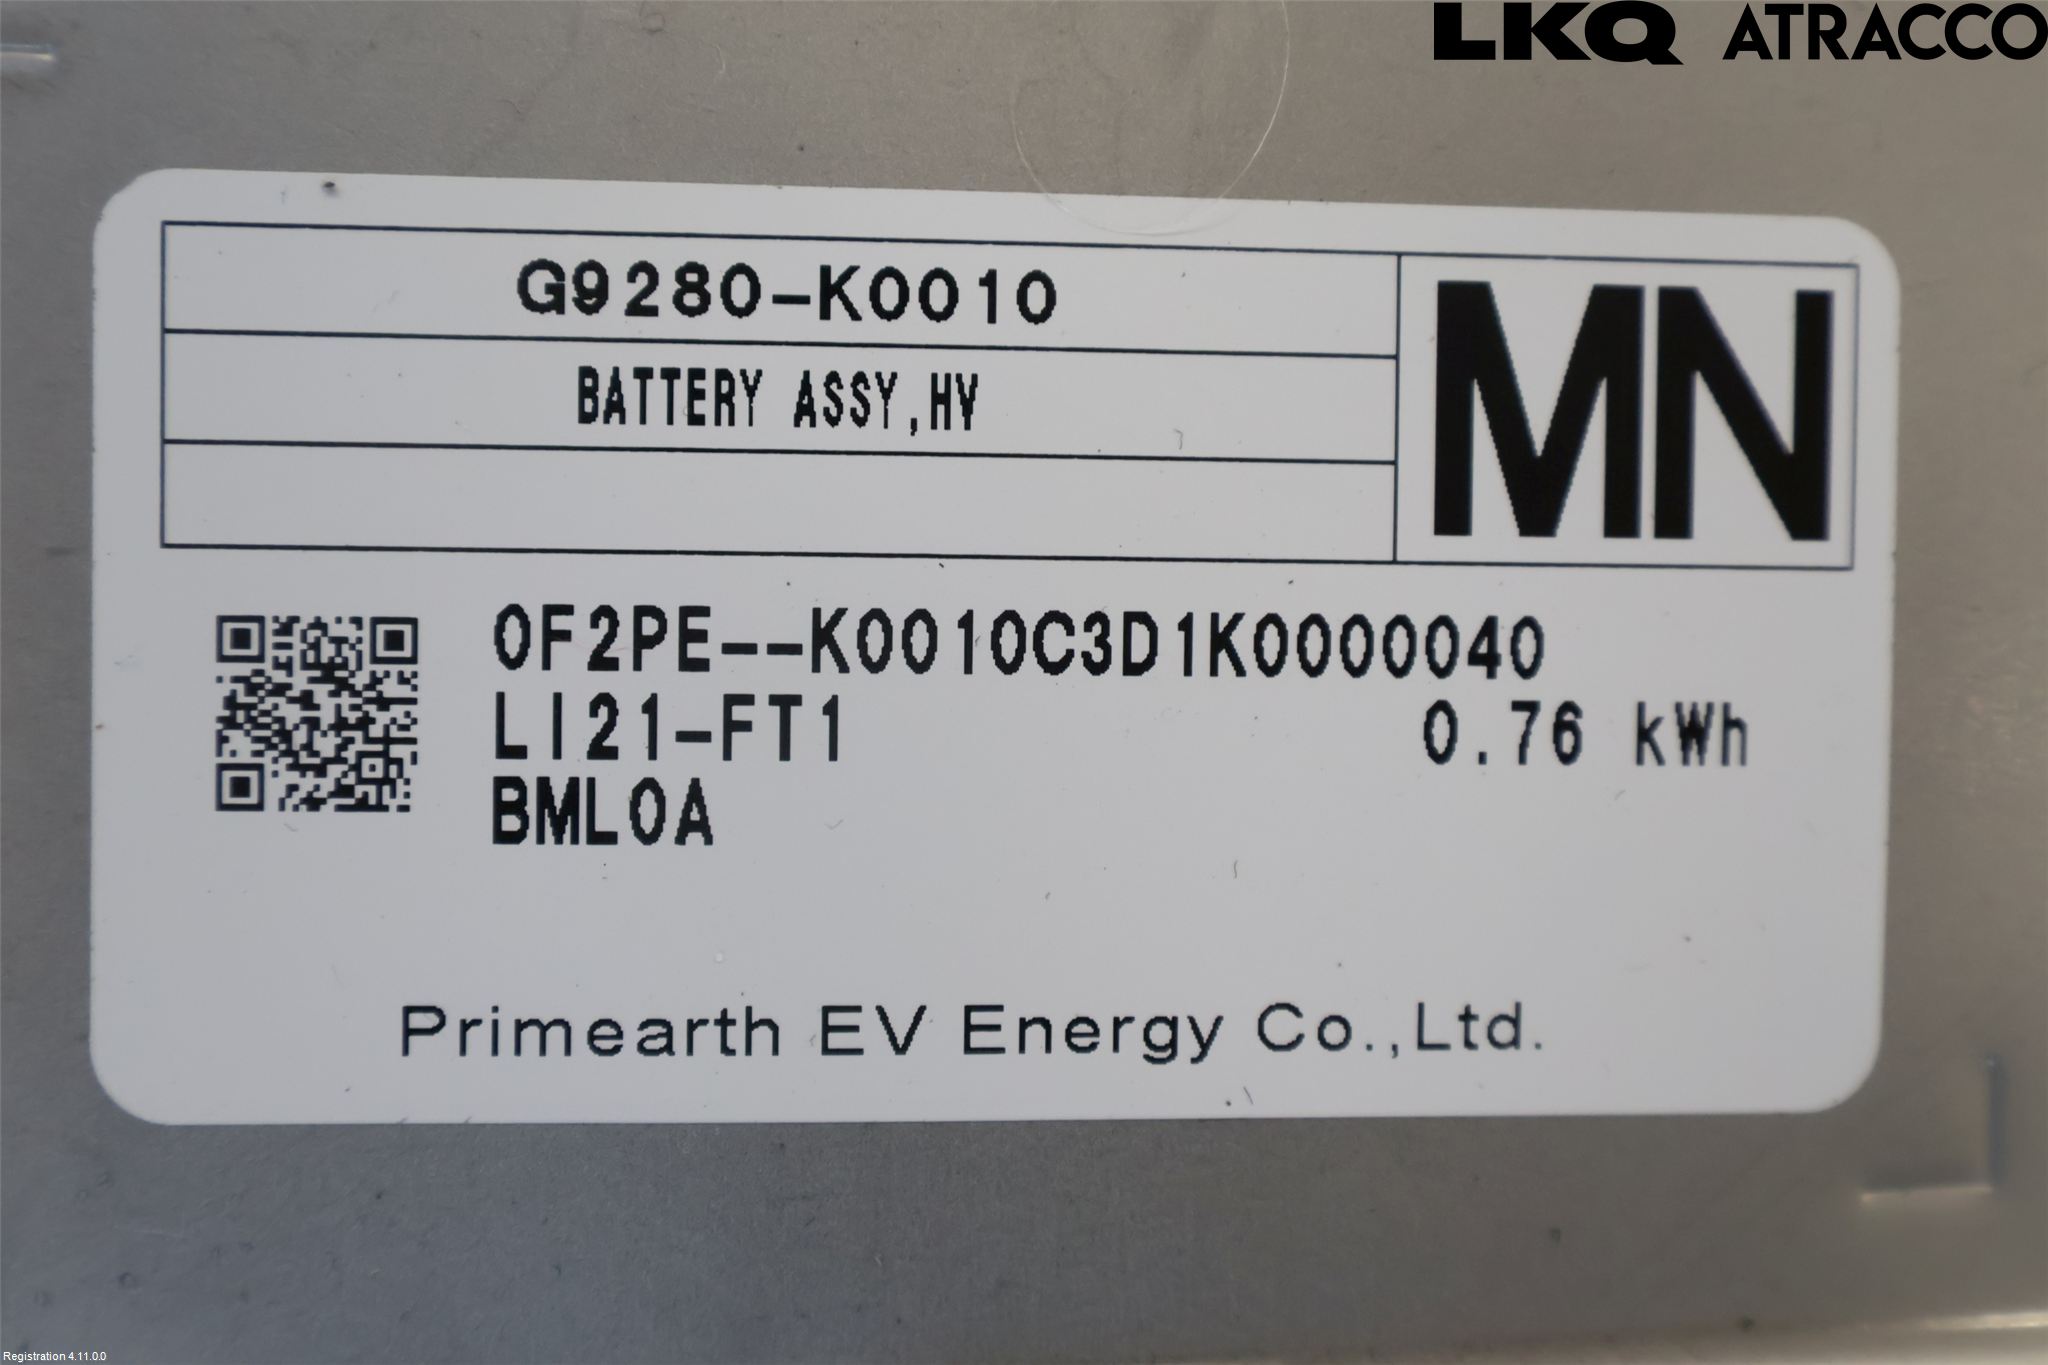 LKQ ATRACCO
G9280-K0010
MN
BATTERY ASSY,HV
0F2PE--K0010C3D1K0000040
LI21-FT1 0.76 kWh
BML0A
Primearth EV Energy Co.,Ltd.
Registration 4.11.0.0